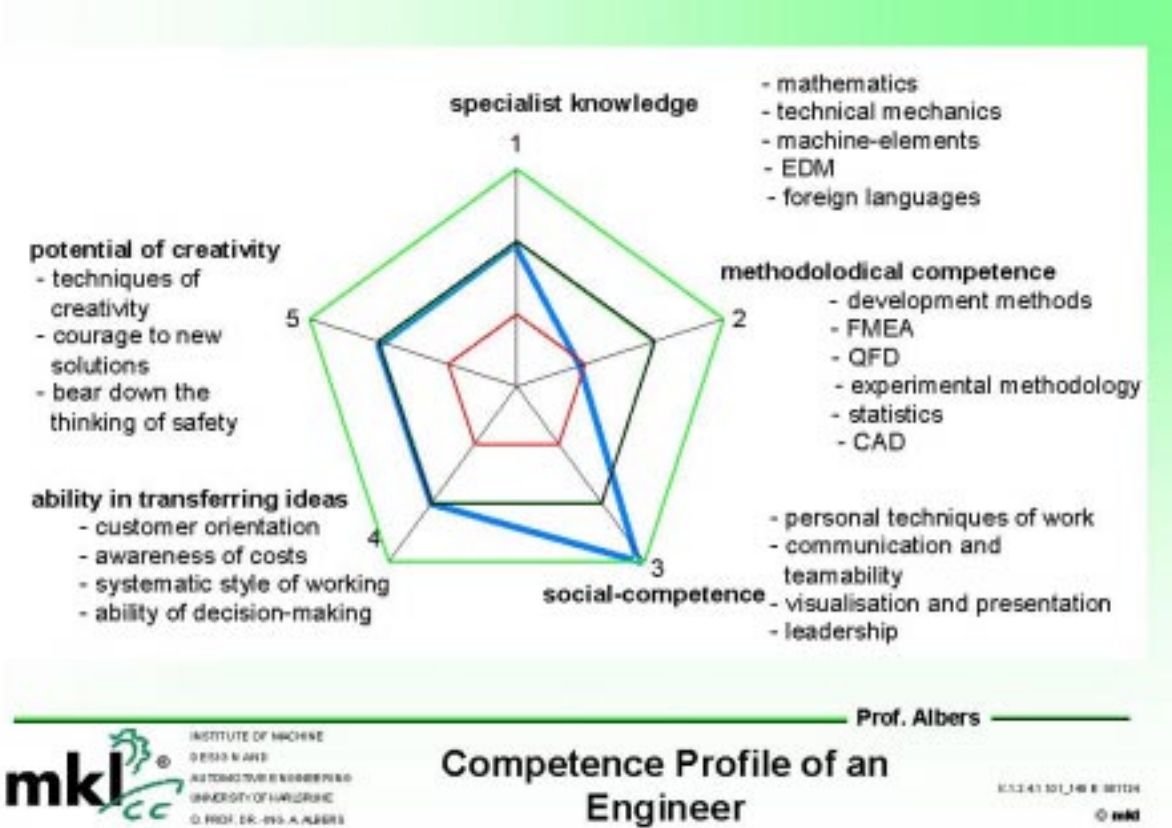 specialist knowledge
1
- mathematics
- technical mechanics
- machine-elements
- EDM
- foreign languages
potential of creativity
- techniques of
creativity
- courage to new
solutions
- bear down the
thinking of safety
5
2
methodolodical competence
- development methods
- FMEA
- QFD
- experimental methodology
- statistics
- CAD
ability in transferring ideas
- customer orientation
- awareness of costs
- systematic style of working
- ability of decision-making
4
3
social-competence
- personal techniques of work
- communication and
teamability
- visualisation and presentation
- leadership
Prof. Albers
mkl
cc
®
INSTITUTE OF MACHINE
DESIGN AND
AUTOMOTIVE ENGINEERING
UNIVERSITY OF KARLSRUHE
O. PROF. DR.-ING. A. ALBERS
Competence Profile of an
Engineer
© mkl